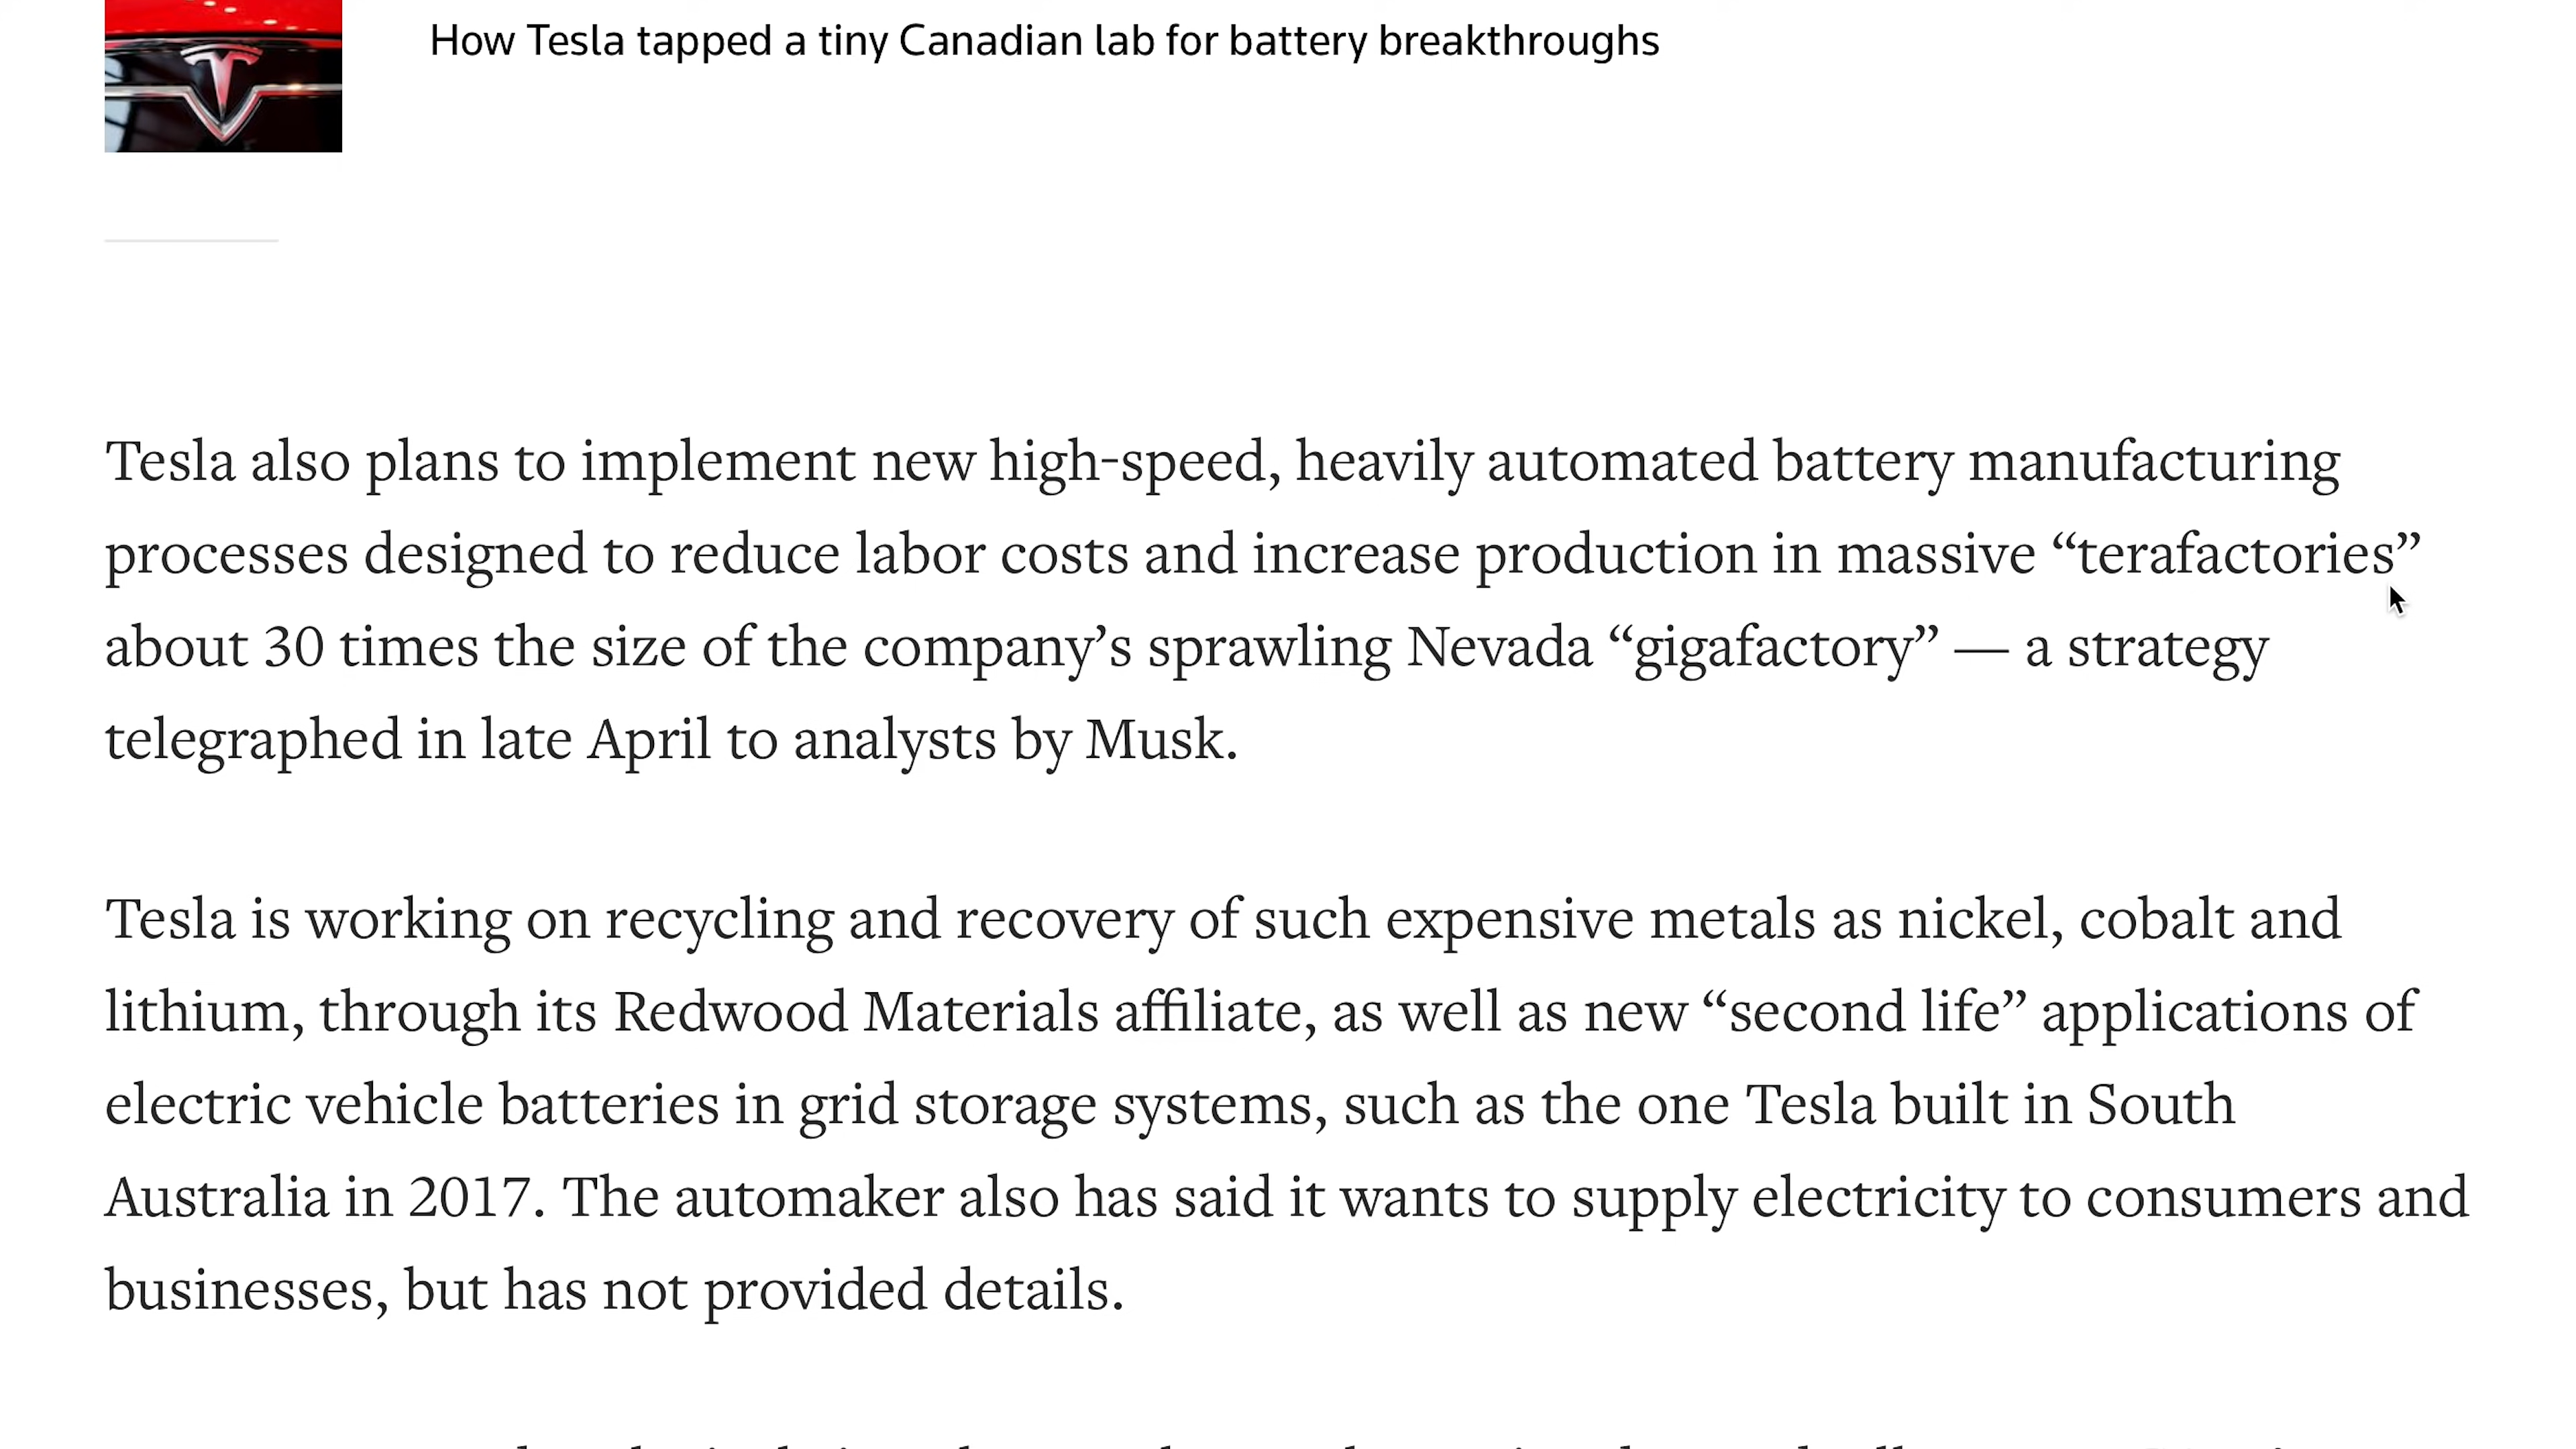 How Tesla tapped a tiny Canadian lab for battery breakthroughs
Tesla also plans to implement new high-speed, heavily automated battery manufacturing
processes designed to reduce labor costs and increase production in massive “terafactories”
about 30 times the size of the company’s sprawling Nevada “gigafactory” — a strategy
telegraphed in late April to analysts by Musk.
Tesla is working on recycling and recovery of such expensive metals as nickel, cobalt and
lithium, through its Redwood Materials affiliate, as well as new “second life” applications of
electric vehicle batteries in grid storage systems, such as the one Tesla built in South
Australia in 2017. The automaker also has said it wants to supply electricity to consumers and
businesses, but has not provided details.